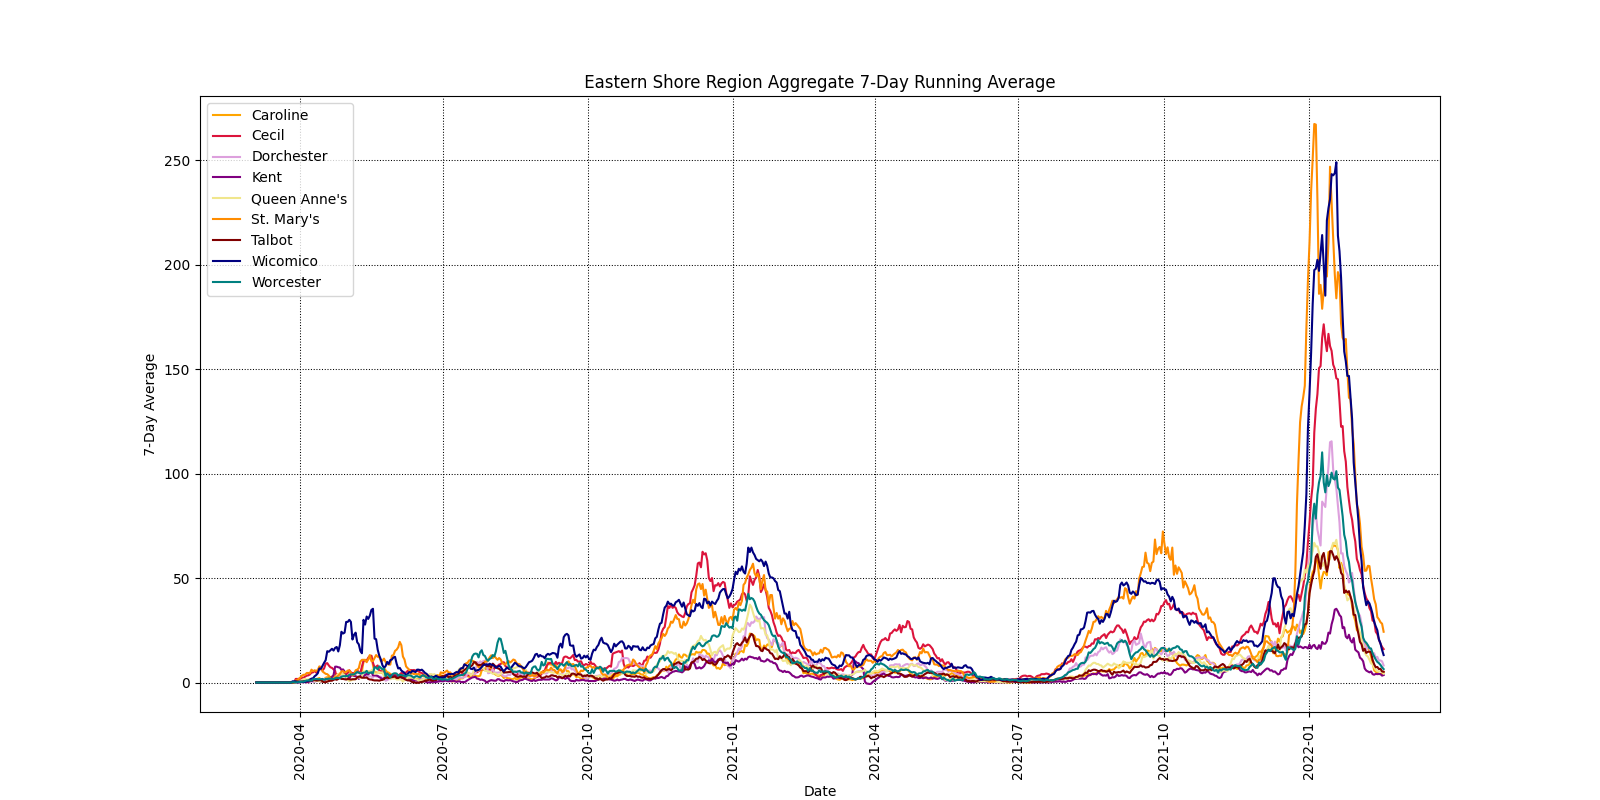 Eastern Shore Region Aggregate 7-Day Running Average
Caroline
Cecil
Dorchester
Kent
Queen Anne's
St. Mary's
Talbot
Wicomico
Worcester
7-Day Average
250
200
150
100
50
0
2020-04
2020-07
2020-10
2021-01
2021-04
2021-07
2021-10
2022-01
Date